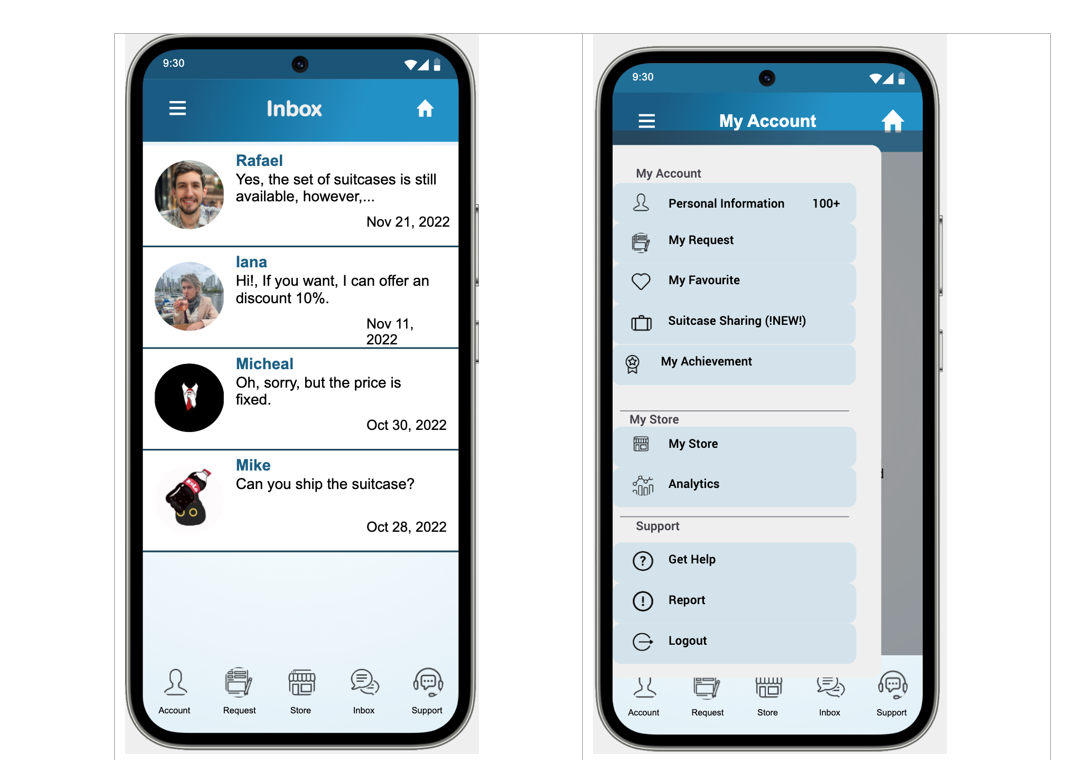 9:30
Inbox
Rafael
Yes, the set of suitcases is still
available, however,...
Nov 21, 2022
Iana
Hi!, If you want, I can offer an
discount 10%.
Nov 11,
2022
Micheal
Oh, sorry, but the price is
fixed.
Oct 30, 2022
Mike
Can you ship the suitcase?
Oct 28, 2022
Account Request Store Inbox Support
9:30
My Account
My Account
Personal Information 100+
My Request
My Favourite
Suitcase Sharing (!NEW!)
My Achievement
My Store
My Store
Analytics
Support
Get Help
Report
Logout
Account Request Store Inbox Support